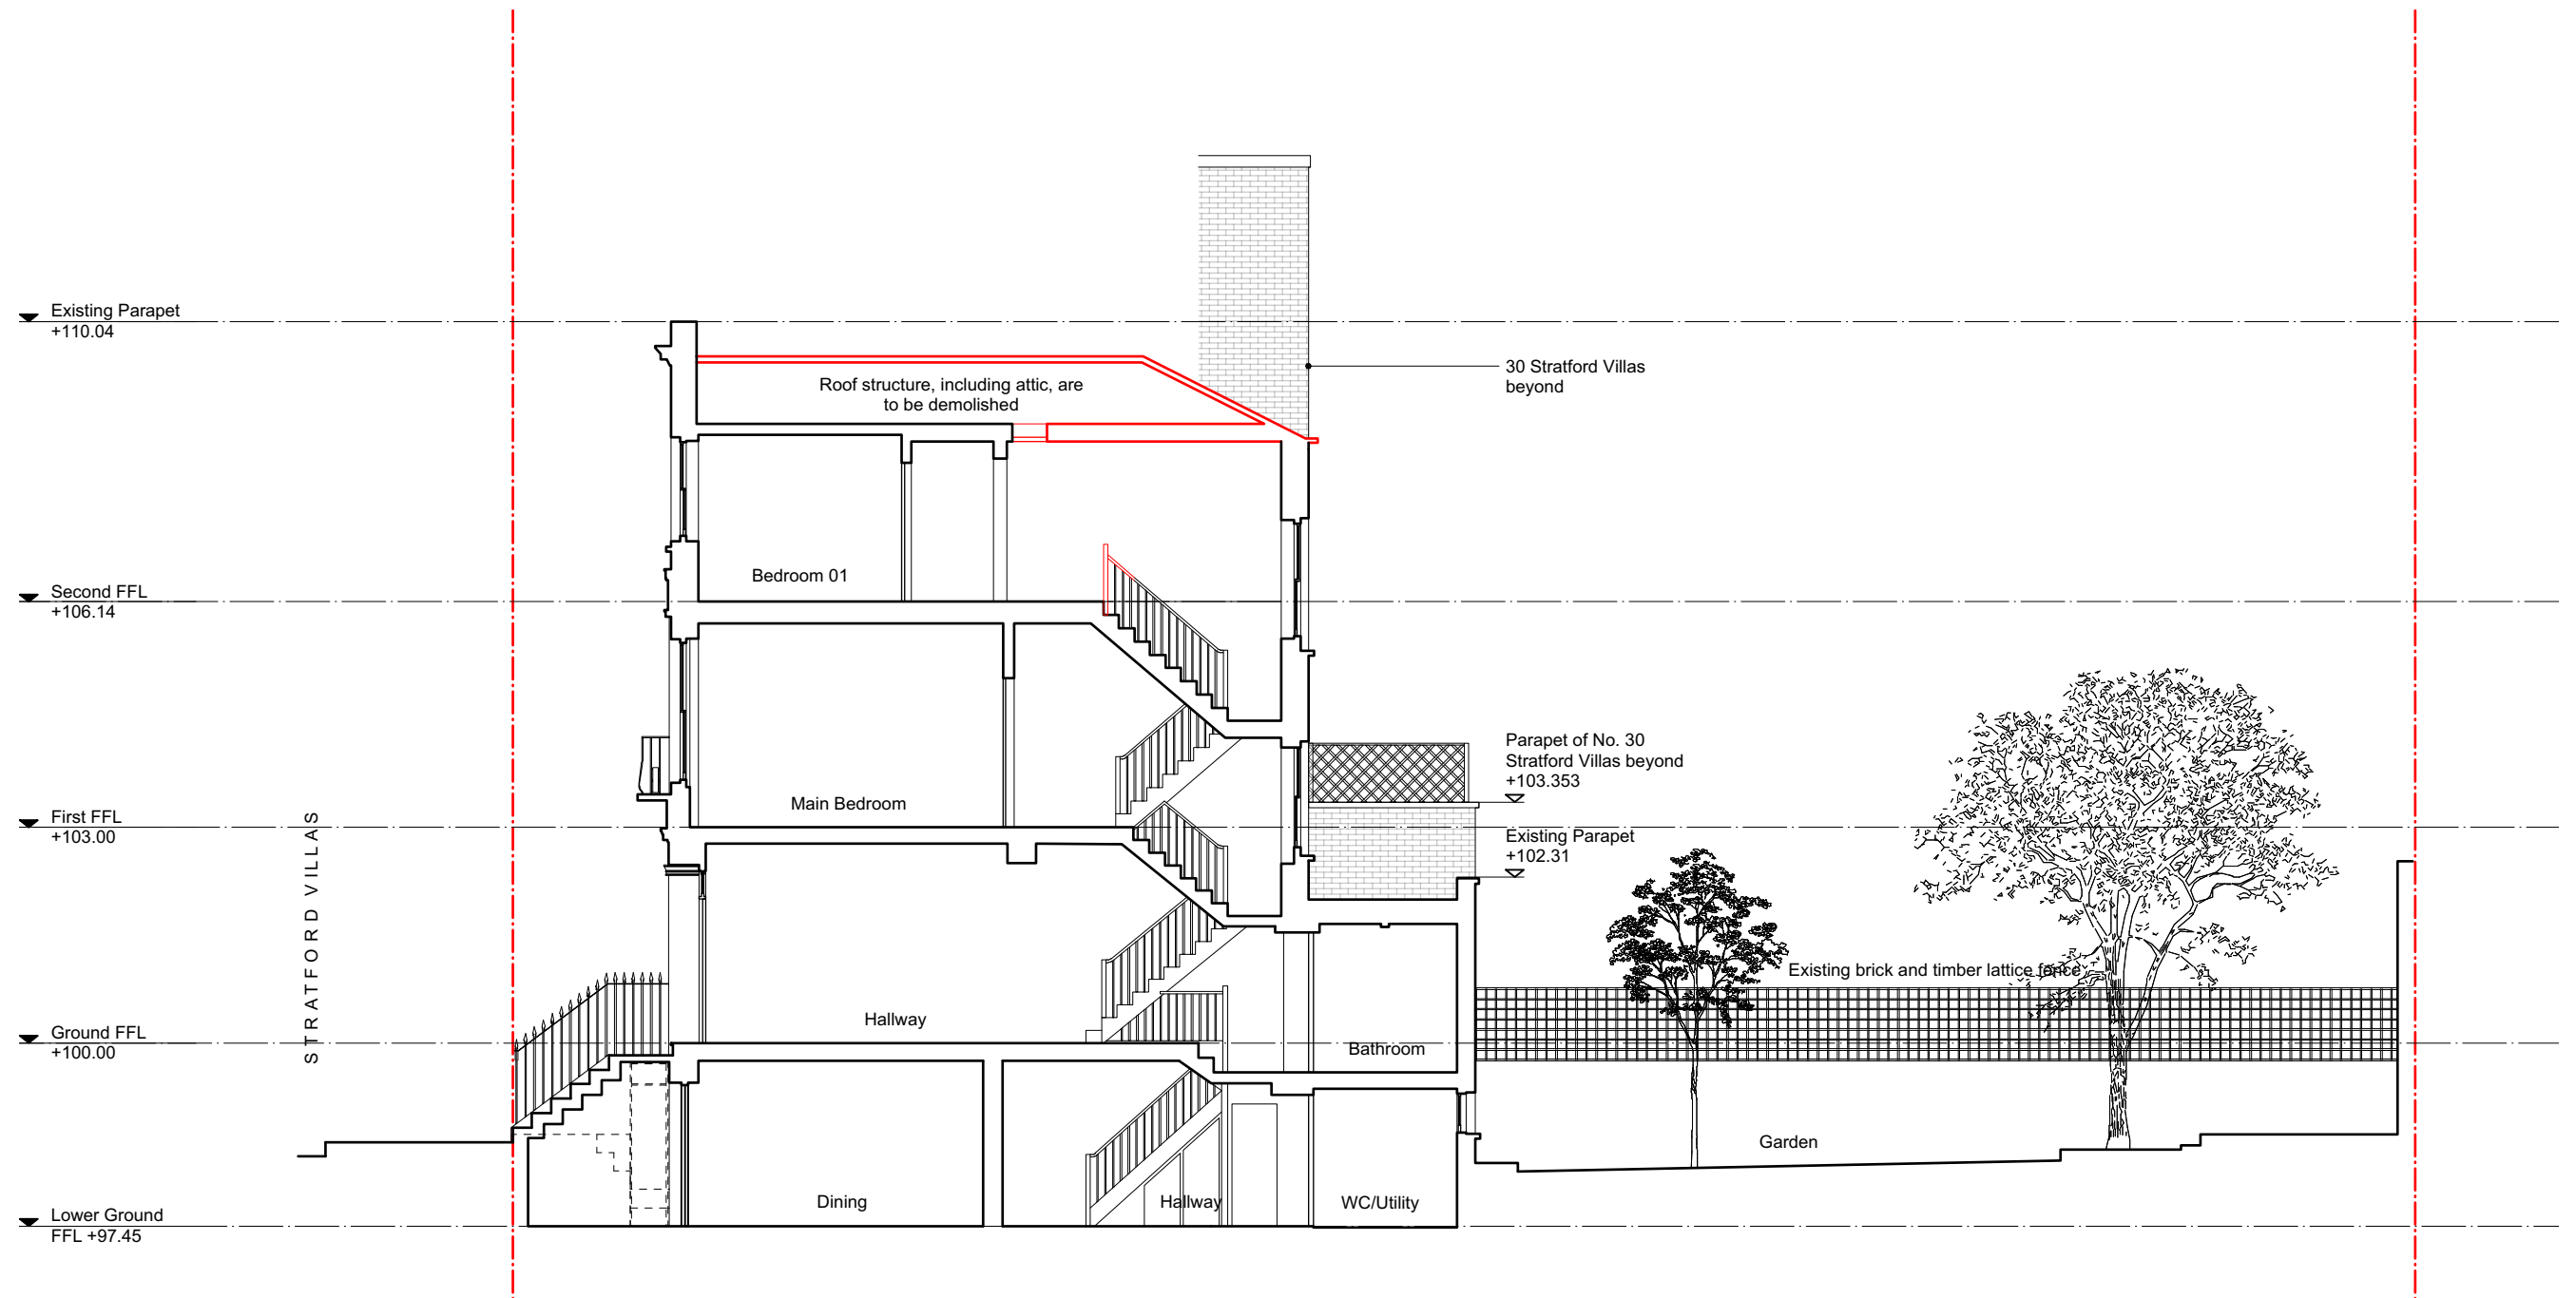 Existing Parapet
+110.04
30 Stratford Villas
beyond
Roof structure, including attic, are
to be demolished
Bedroom 01
Second FFL
+106.14
Parapet of No. 30
Stratford Villas beyond
+103.353
Main Bedroom
First FFL
+103.00
Existing Parapet
+102.31
STRATFORD VILLAS
Existing brick and timber lattice fence
Hallway
Ground FFL
+100.00
Bathroom
Garden
Dining
Hallway
WC/Utility
Lower Ground
FFL +97.45